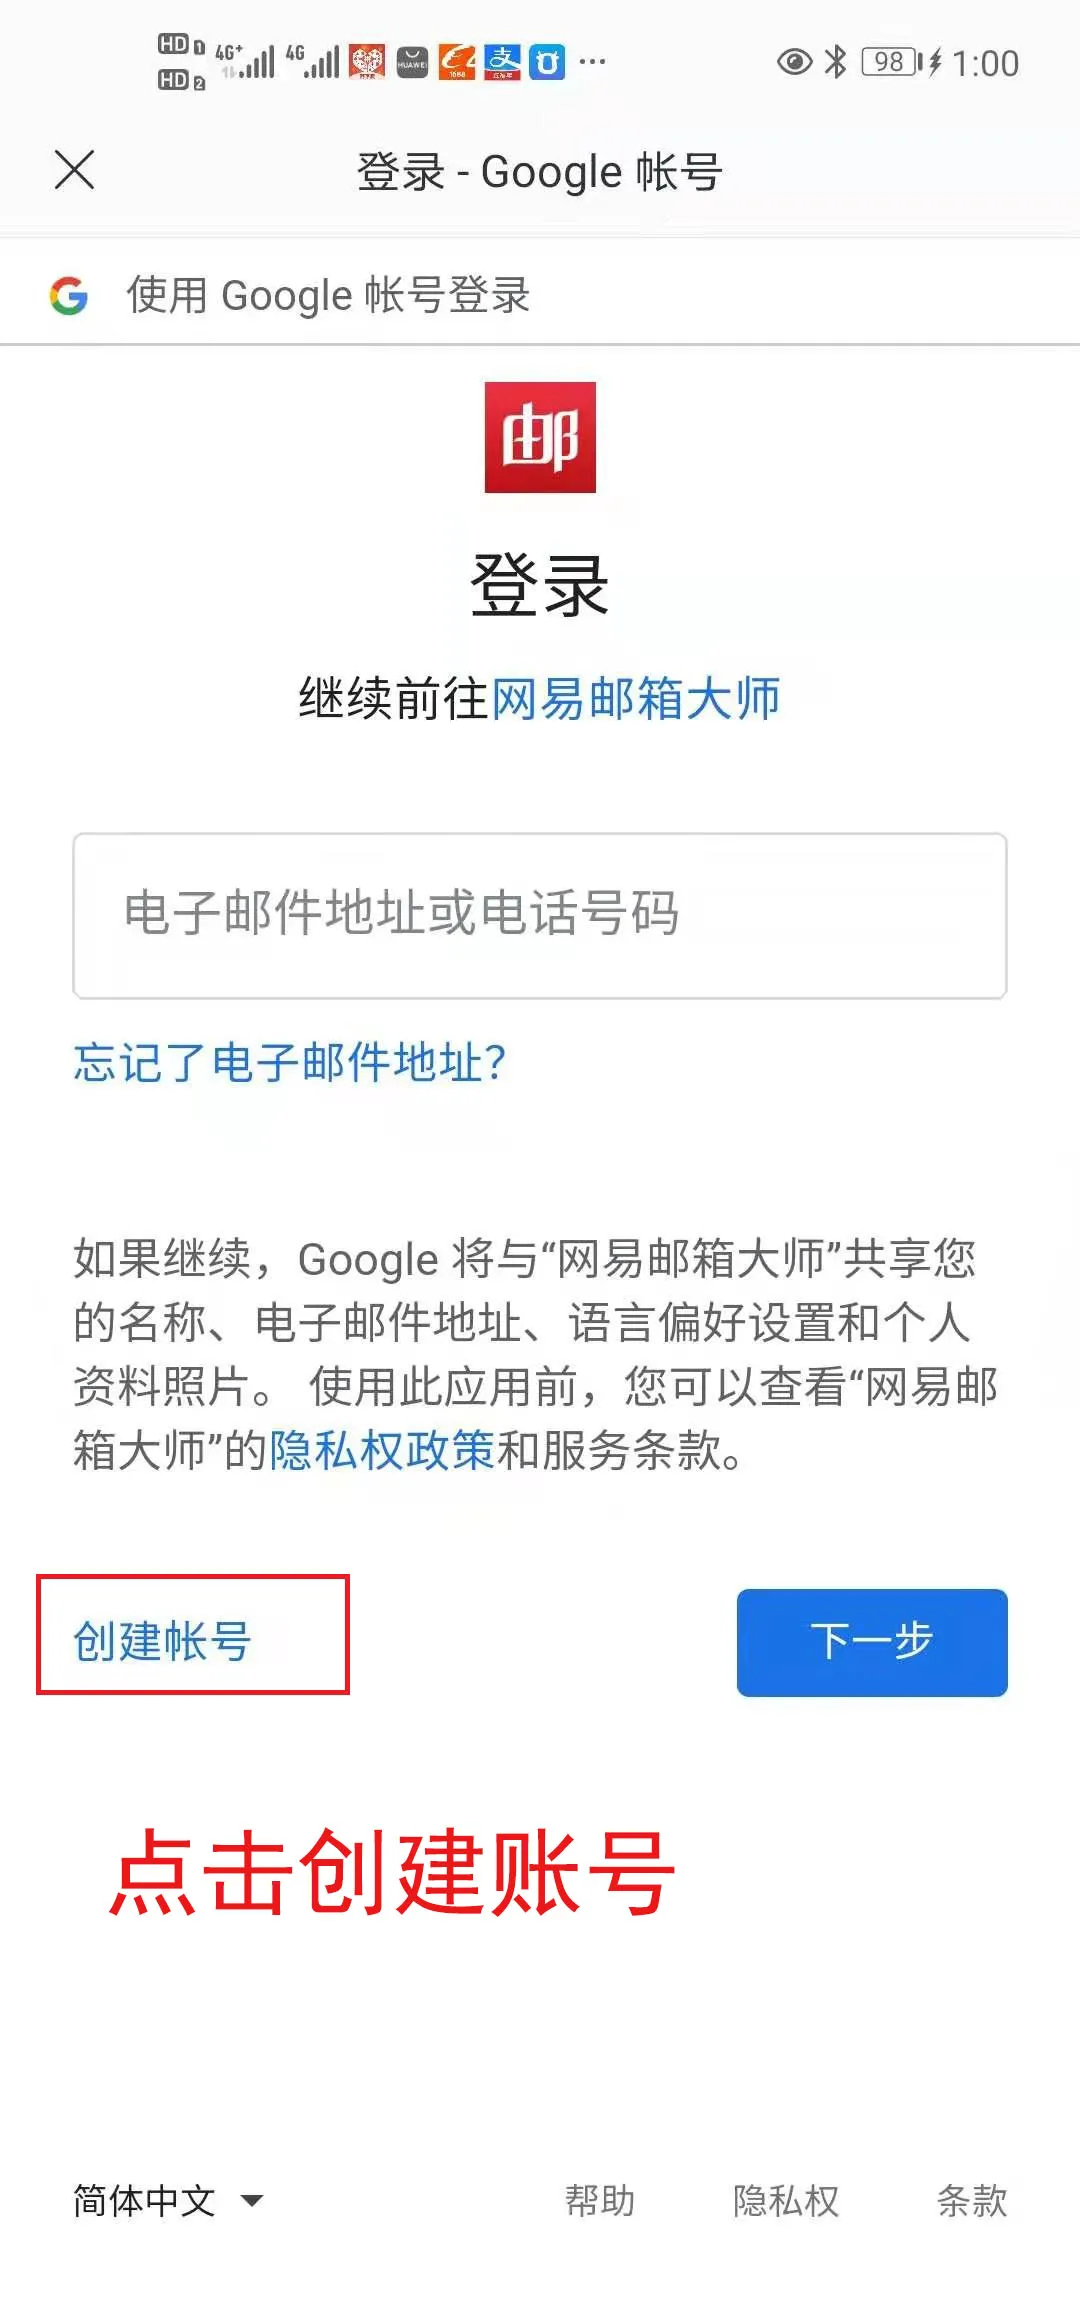 HD 1 4G+ 4G HUAWEI 1688 支 98 1:00
HD 2
登录 - Google 帐号
使用 Google 帐号登录
邮
登录
继续前往网易邮箱大师
电子邮件地址或电话号码
忘记了电子邮件地址？
如果继续，Google 将与“网易邮箱大师”共享您
的名称、电子邮件地址、语言偏好设置和个人
资料照片。 使用此应用前，您可以查看“网易邮
箱大师”的隐私权政策和服务条款。
创建帐号
下一步
点击创建账号
简体中文 帮助 隐私权 条款